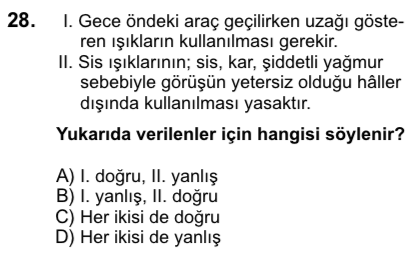 28. I. Gece öndeki araç geçilirken uzağı göste-
ren ışıkların kullanılması gerekir.
II. Sis ışıklarının; sis, kar, şiddetli yağmur
sebebiyle görüşün yetersiz olduğu hâller
dışında kullanılması yasaktır.
Yukarıda verilenler için hangisi söylenir?
A) I. doğru, II. yanlış
B) I. yanlış, II. doğru
C) Her ikisi de doğru
D) Her ikisi de yanlış